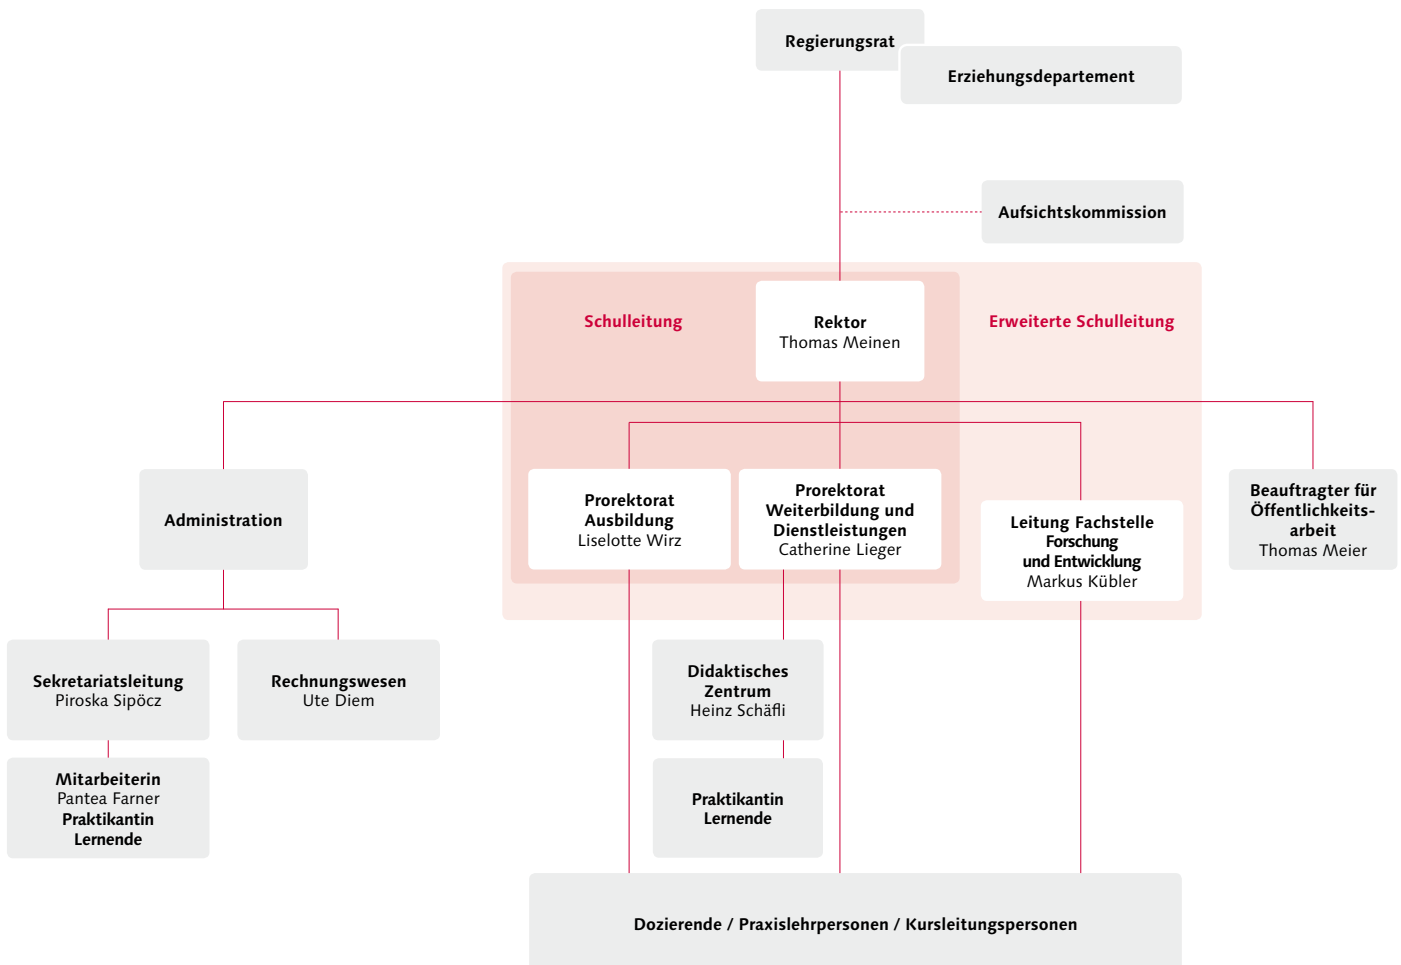 Regierungsrat
Erziehungsdepartement
Aufsichtskommission
Schulleitung
Rektor
Thomas Meinen
Erweiterte Schulleitung
Administration
Prorektorat
Ausbildung
Liselotte Wirz
Prorektorat
Weiterbildung und
Dienstleistungen
Catherine Lieger
Leitung Fachstelle
Forschung
und Entwicklung
Markus Kübler
Beauftragter für
Öffentlichkeits-
arbeit
Thomas Meier
Sekretariatsleitung
Piroska Sipöcz
Rechnungswesen
Ute Diem
Didaktisches
Zentrum
Heinz Schäfli
Mitarbeiterin
Pantea Farner
Praktikantin
Lernende
Praktikantin
Lernende
Dozierende / Praxislehrpersonen / Kursleitungspersonen